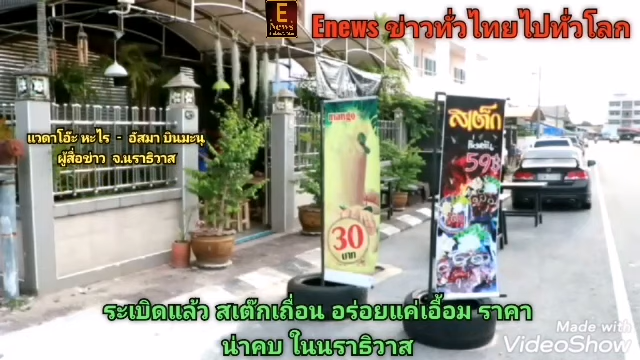 E
News
Enews ข่าวทั่วไทยไปทั่วโลก
แวดาโอ๊ะ หะไร - อัสมา บินมะนุ
ผู้สื่อข่าว จ.นราธิวาส
mango
30
บาท
สเต็ก
59
ระเบิดแล้ว สเต๊กเถื่อน อร่อยแค่เอื้อม ราคา
น่าคบ ในนราธิวาส
Made with
VideoShow